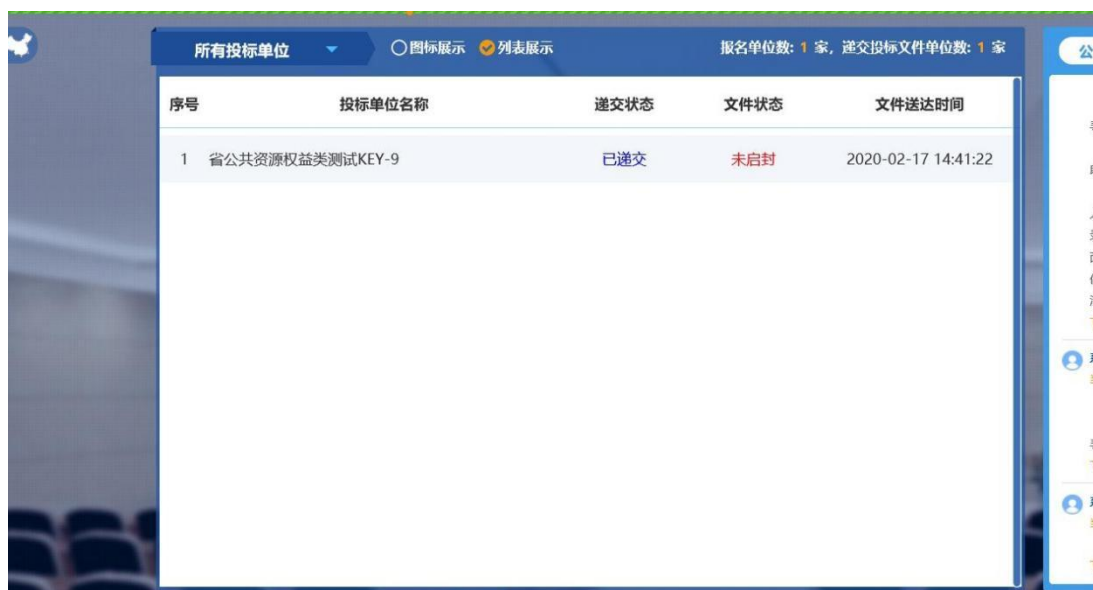 所有投标单位 图标展示 列表展示 报名单位数: 1 家, 递交投标文件单位数: 1 家
序号 投标单位名称 递交状态 文件状态 文件送达时间
1 省公共资源权益类测试KEY-9 已递交 未启封 2020-02-17 14:41:22
公